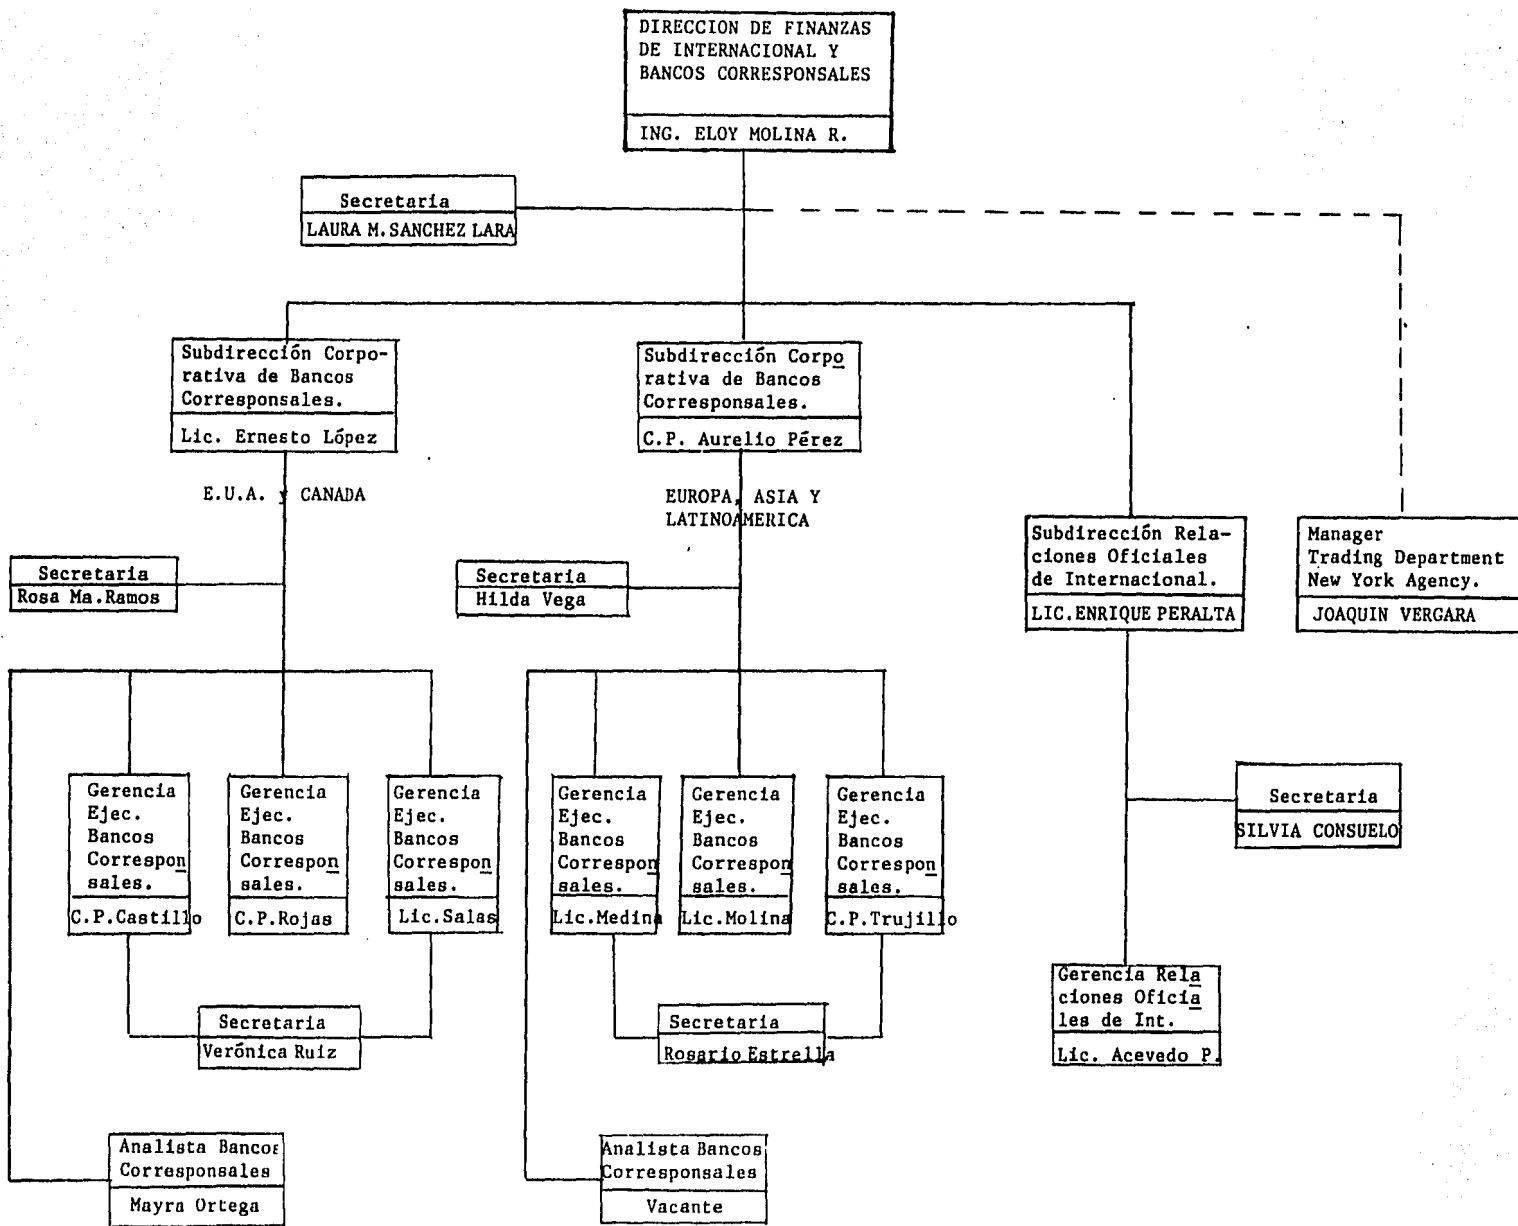 DIRECCION DE FINANZAS
DE INTERNACIONAL Y
BANCOS CORRESPONSALES
ING. ELOY MOLINA R.
Secretaria
LAURA M. SANCHEZ LARA
Subdirección Corpo-
rativa de Bancos
Corresponsales.
Lic. Ernesto López
E.U.A. y CANADA
Subdirección Corpo
rativa de Bancos
Corresponsales.
C.P. Aurelio Pérez
EUROPA, ASIA Y
LATINOAMERICA
Subdirección Rela-
ciones Oficiales
de Internacional.
LIC. ENRIQUE PERALTA
Manager
Trading Department
New York Agency.
JOAQUIN VERGARA
Secretaria
Rosa Ma. Ramos
Secretaria
Hilda Vega
Gerencia
Ejec.
Bancos
Correspon
sales.
C.P. Castillo
Gerencia
Ejec.
Bancos
Correspon
sales.
C.P. Rojas
Gerencia
Ejec.
Bancos
Correspon
sales.
Lic. Salas
Gerencia
Ejec.
Bancos
Correspon
sales.
Lic. Medina
Gerencia
Ejec.
Bancos
Correspon
sales.
Lic. Molina
Gerencia
Ejec.
Bancos
Correspon
sales.
C.P. Trujillo
Secretaria
SILVIA CONSUELO
Secretaria
Verónica Ruiz
Secretaria
Rosario Estrella
Gerencia Rela
ciones Oficia
les de Int.
Lic. Acevedo P.
Analista Bancos
Corresponsales
Mayra Ortega
Analista Bancos
Corresponsales
Vacante